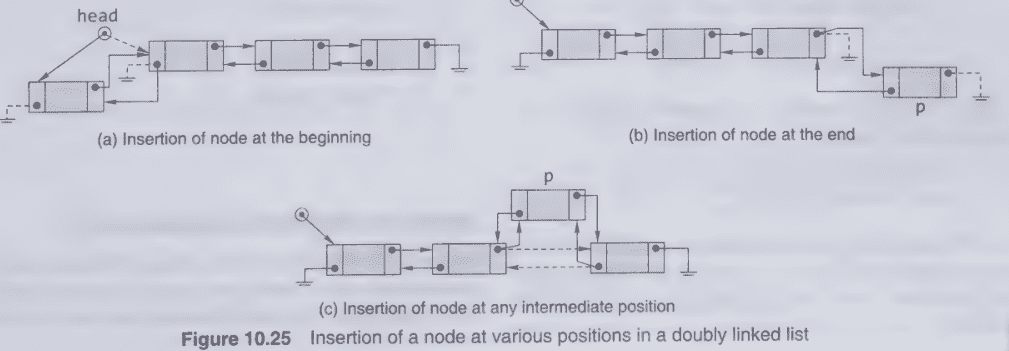 head
p
(a) Insertion of node at the beginning
(b) Insertion of node at the end
p
(c) Insertion of node at any intermediate position
Figure 10.25 Insertion of a node at various positions in a doubly linked list